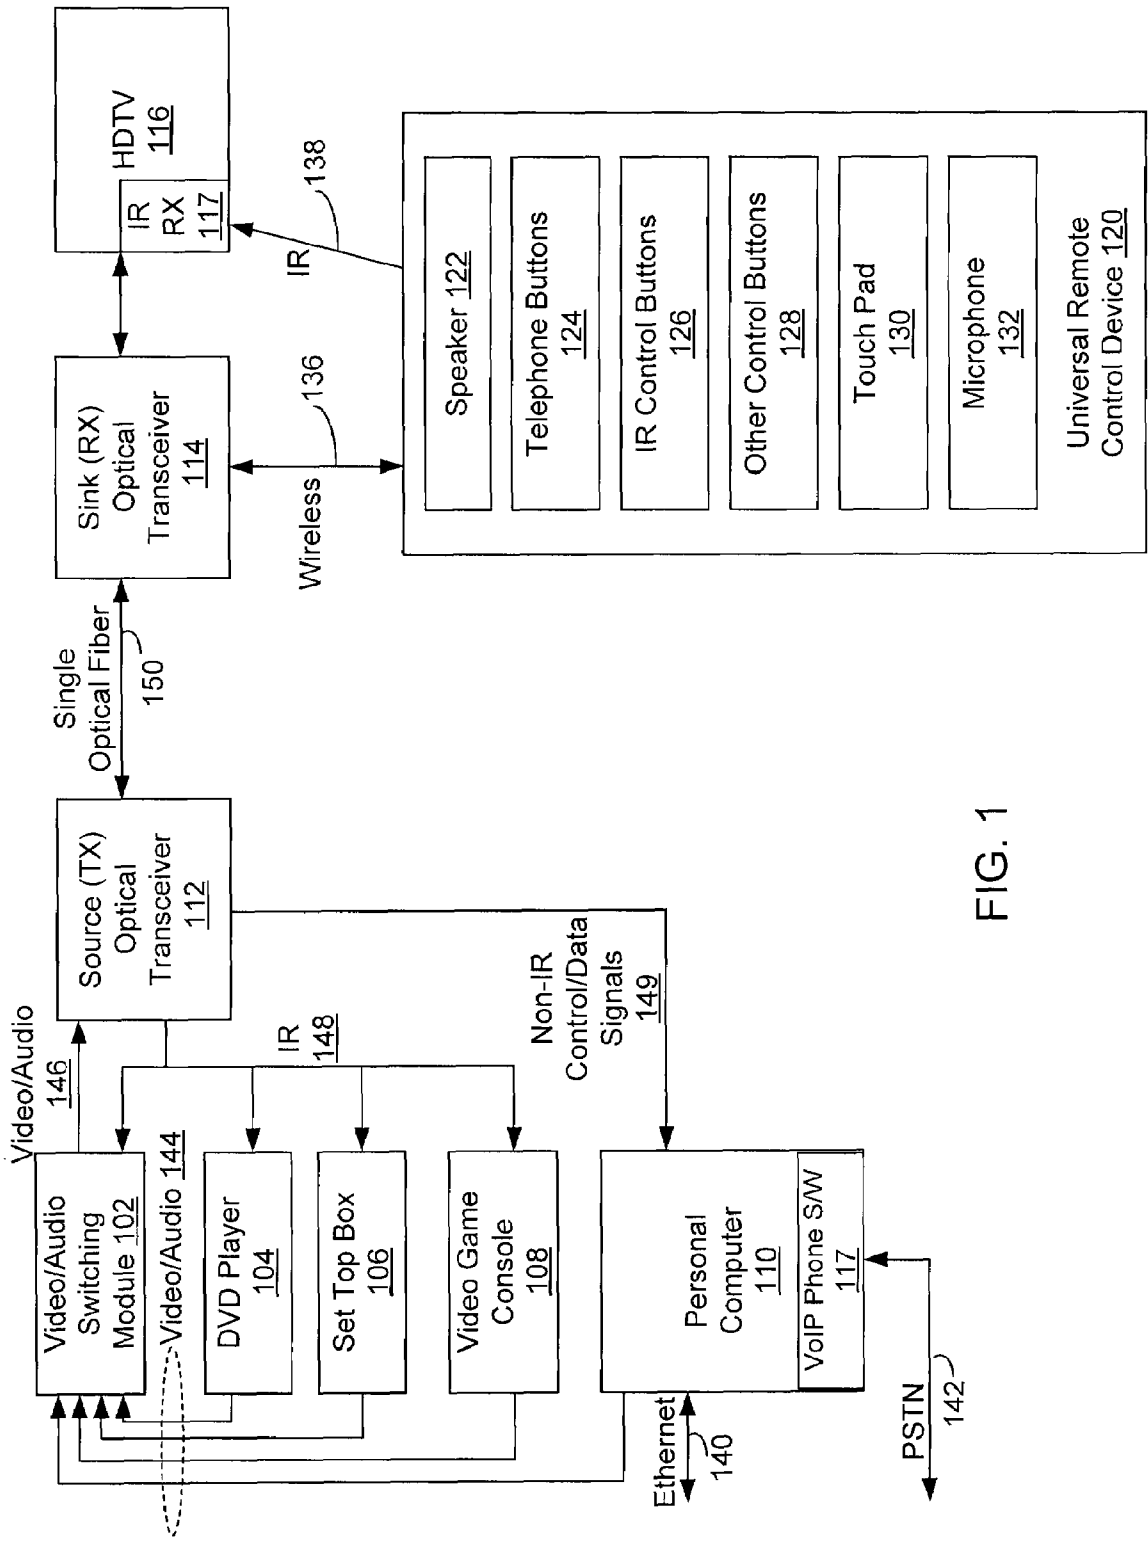 Video/Audio
Switching
Module 102
Video/Audio
146
Video/Audio 144
DVD Player
104
Set Top Box
106
Video Game
Console
108
Personal
Computer
110
VoIP Phone S/W
117
Ethernet
140
PSTN
142
IR
148
Non-IR
Control/Data
Signals
149
Source (TX)
Optical
Transceiver
112
Single
Optical Fiber
150
Sink (RX)
Optical
Transceiver
114
HDTV
116
IR
RX
117
Wireless
136
IR
138
Speaker 122
Telephone Buttons
124
IR Control Buttons
126
Other Control Buttons
128
Touch Pad
130
Microphone
132
Universal Remote
Control Device 120
FIG. 1